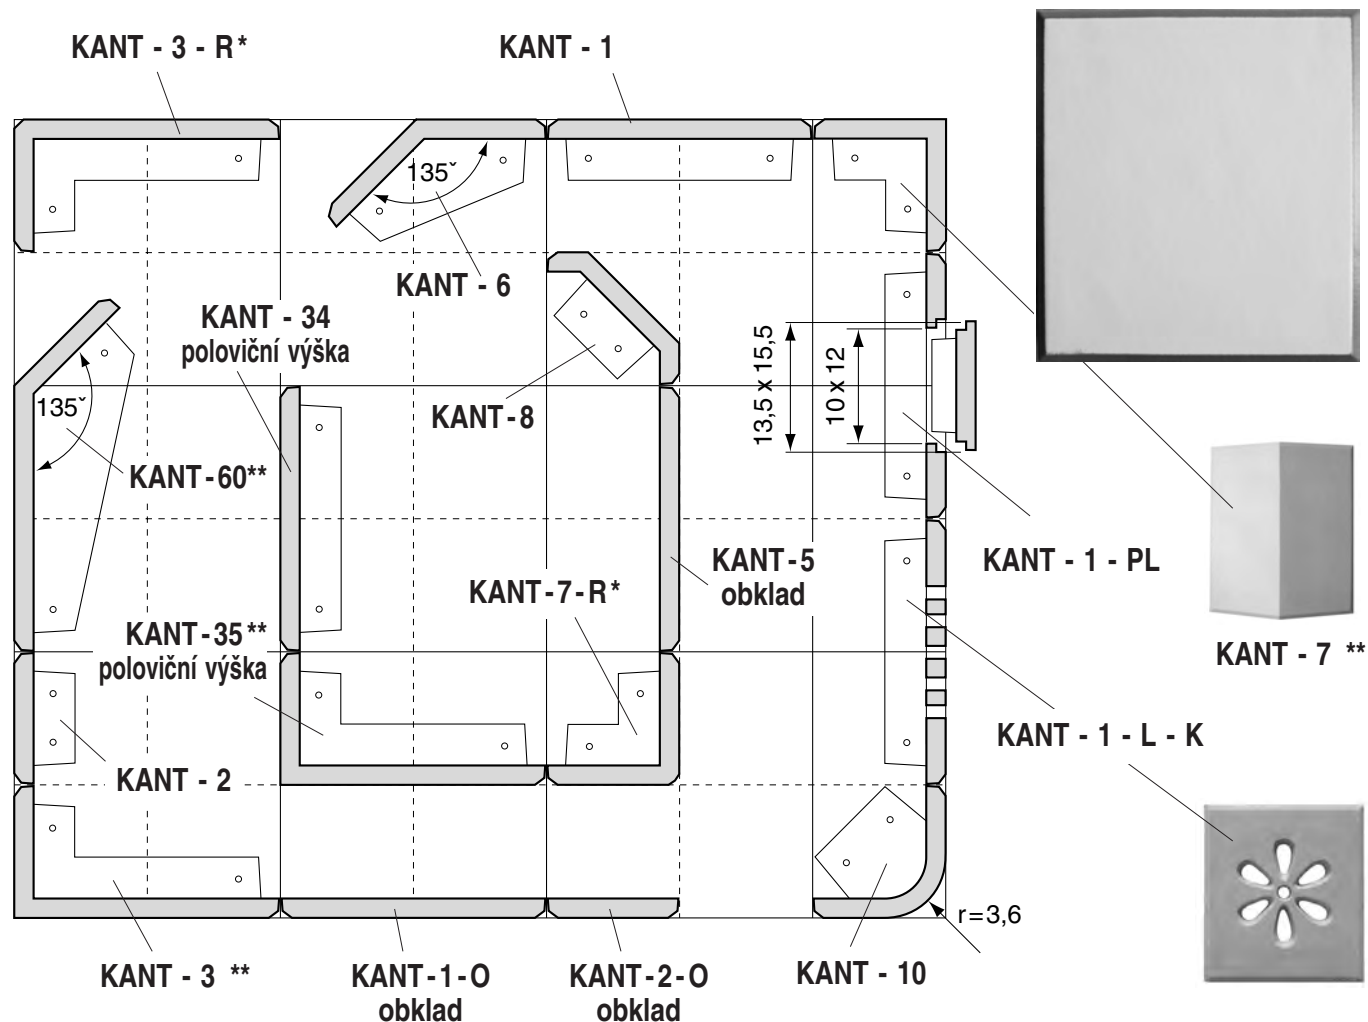 KANT - 3 - R*
KANT - 1
135ˇ
KANT - 6
KANT - 34
poloviční výška
13,5 x 15,5
10 x 12
135ˇ
KANT-8
KANT-60**
KANT-5
obklad
KANT - 1 - PL
KANT-7-R*
KANT-35**
poloviční výška
KANT - 7 **
KANT - 1 - L - K
KANT - 2
r=3,6
KANT - 3 **
KANT-1-O
obklad
KANT-2-O
obklad
KANT - 10